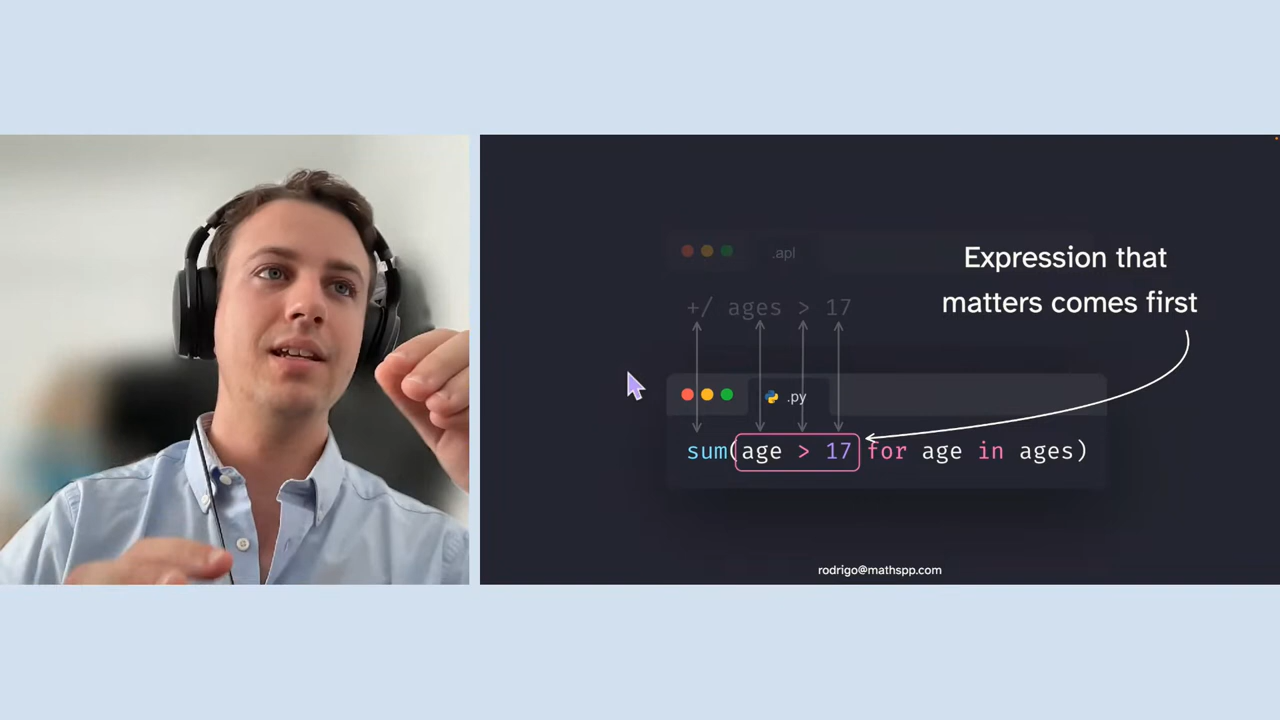 .apl
+/ ages > 17
Expression that
matters comes first
.py
sum(age > 17 for age in ages)
rodrigo@mathspp.com